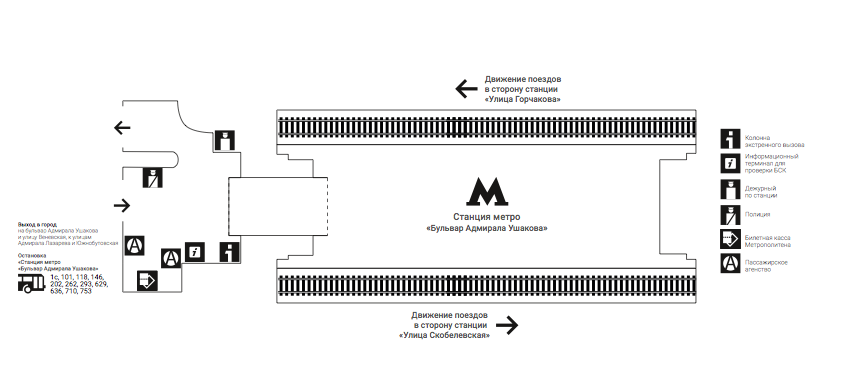 Движение поездов
в сторону станции
«Улица Горчакова»
Станция метро
«Бульвар Адмирала Ушакова»
Выход в город
на бульвар Адмирала Ушакова
и улицу Веневская, к улицам
Адмирала Лазарева и Южнобутовская
Остановка
«Станция метро
«Бульвар Адмирала Ушакова»
1с, 101, 118, 146,
202, 262, 293, 629,
636, 710, 753
Движение поездов
в сторону станции
«Улица Скобелевская»
Колонна
экстренного вызова
Информационный
терминал для
проверки БСК
Дежурный
по станции
Полиция
Билетная касса
Метрополитена
Пассажирское
агенство